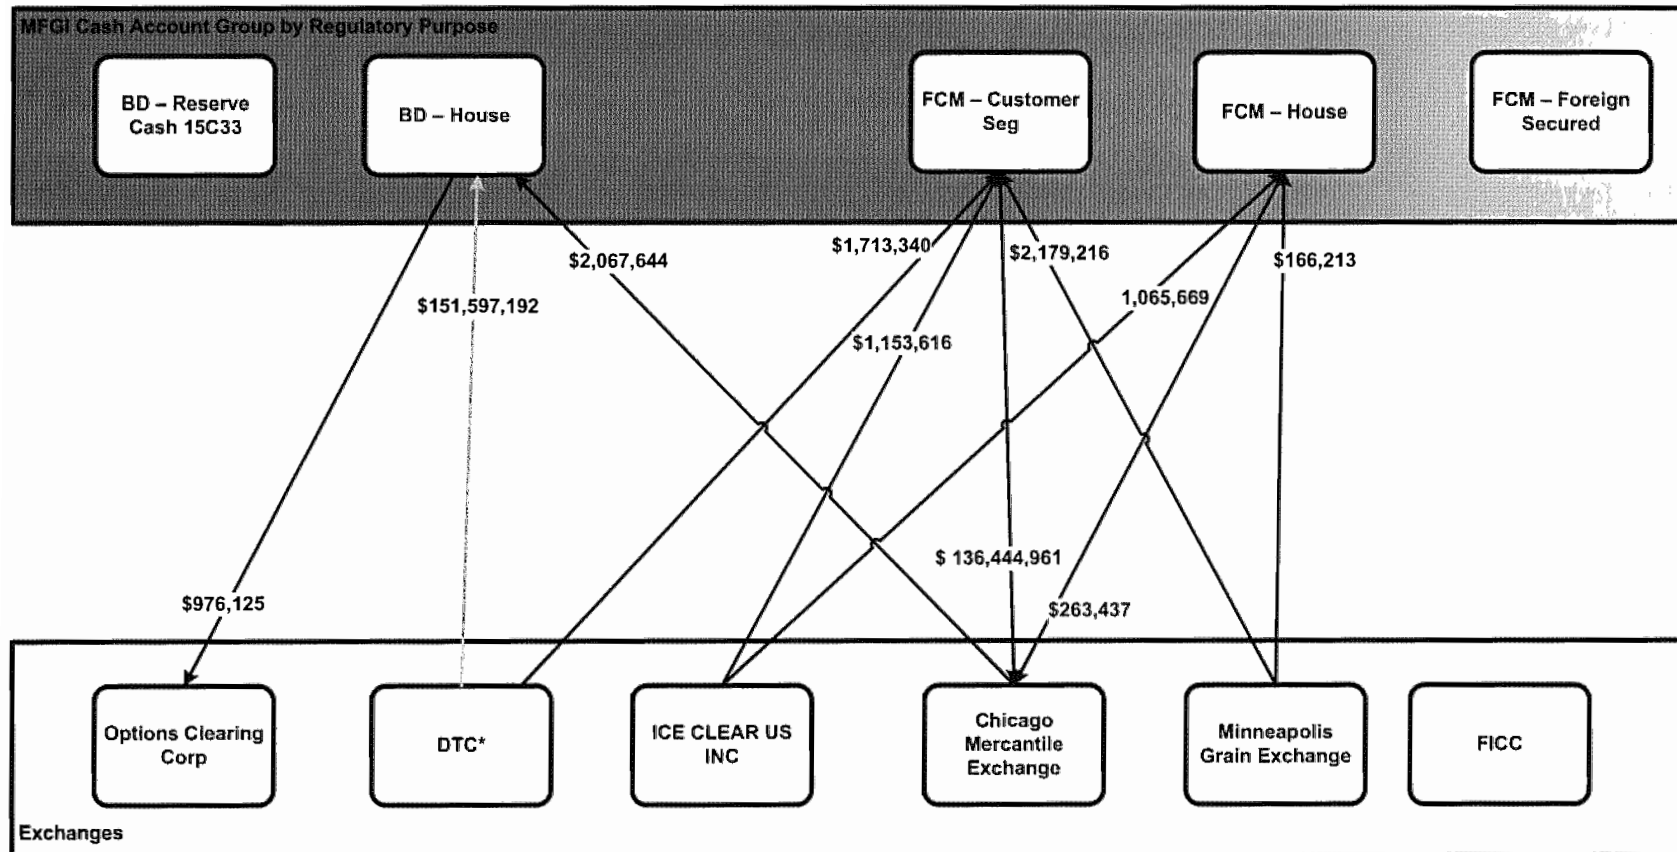 MFGI Cash Account Group by Regulatory Purpose
BD – Reserve
Cash 15C33
BD – House
FCM – Customer
Seg
FCM – House
FCM – Foreign
Secured
$1,713,340
$2,067,644
$2,179,216
$166,213
$151,597,192
1,065,669
$1,153,616
$ 136,444,961
$976,125
$263,437
Options Clearing
Corp
DTC*
ICE CLEAR US
INC
Chicago
Mercantile
Exchange
Minneapolis
Grain Exchange
FICC
Exchanges